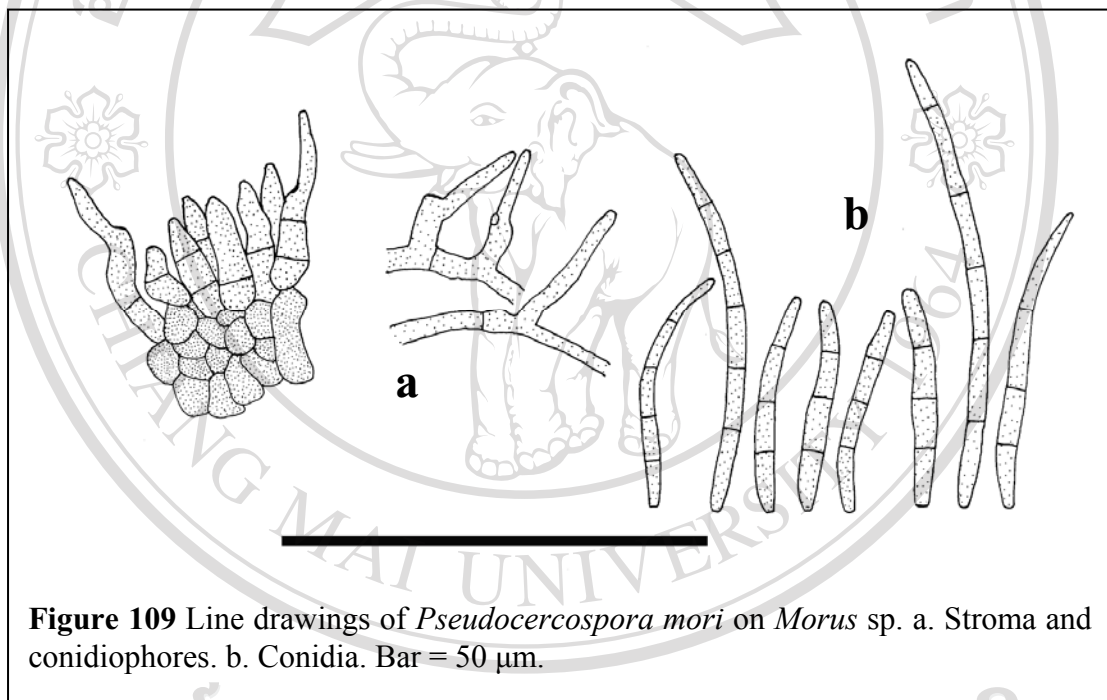 b
a
CHIANG MAI UNIVERSITY 1964
Figure 109 Line drawings of Pseudocercospora mori on Morus sp. a. Stroma and
conidiophores. b. Conidia. Bar = 50 μm.